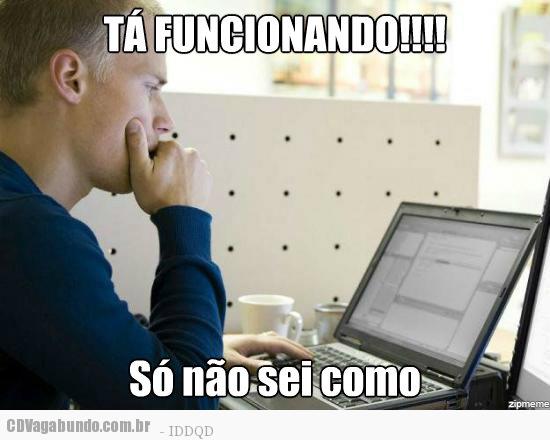 TÁ FUNCIONANDO!!!!
Só não sei como
zipmeme
CDVagabundo.com.br - IDDQD